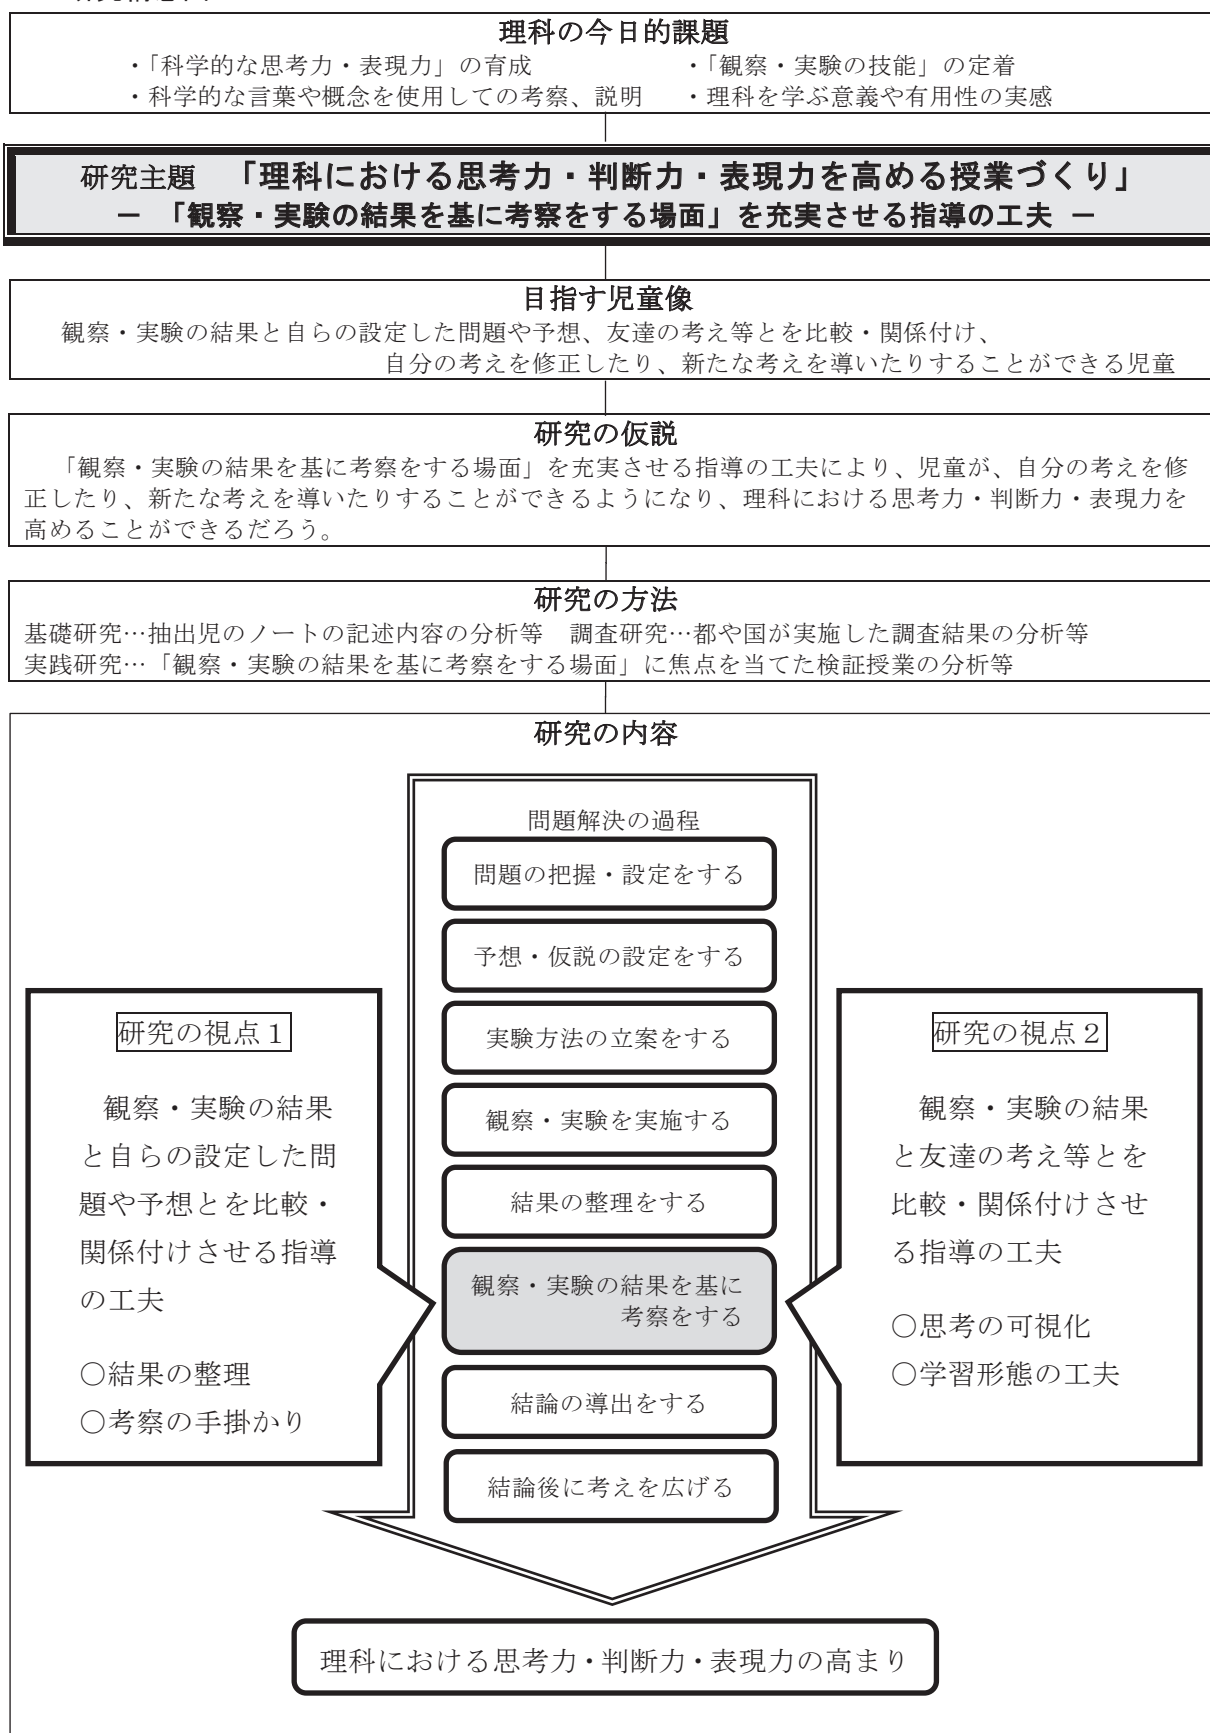 理科の今日的課題
・「科学的な思考力・表現力」の育成　・「観察・実験の技能」の定着
・科学的な言葉や概念を使用しての考察、説明　・理科を学ぶ意義や有用性の実感
研究主題　「理科における思考力・判断力・表現力を高める授業づくり」
－　「観察・実験の結果を基に考察をする場面」を充実させる指導の工夫　－
目指す児童像
観察・実験の結果と自らの設定した問題や予想、友達の考え等とを比較・関係付け、
自分の考えを修正したり、新たな考えを導いたりすることができる児童
研究の仮説
「観察・実験の結果を基に考察をする場面」を充実させる指導の工夫により、児童が、自分の考えを修
正したり、新たな考えを導いたりすることができるようになり、理科における思考力・判断力・表現力を
高めることができるだろう。
研究の方法
基礎研究…抽出児のノートの記述内容の分析等　調査研究…都や国が実施した調査結果の分析等
実践研究…「観察・実験の結果を基に考察をする場面」に焦点を当てた検証授業の分析等
研究の内容
問題解決の過程
問題の把握・設定をする
予想・仮説の設定をする
実験方法の立案をする
観察・実験を実施する
結果の整理をする
観察・実験の結果を基に
考察をする
結論の導出をする
結論後に考えを広げる
研究の視点１
観察・実験の結果
と自らの設定した問
題や予想とを比較・
関係付けさせる指導
の工夫
○結果の整理
○考察の手掛かり
研究の視点２
観察・実験の結果
と友達の考え等とを
比較・関係付けさせ
る指導の工夫
○思考の可視化
○学習形態の工夫
理科における思考力・判断力・表現力の高まり